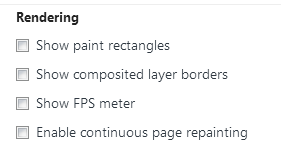 Rendering
Show paint rectangles
Show composited layer borders
Show FPS meter
Enable continuous page repainting